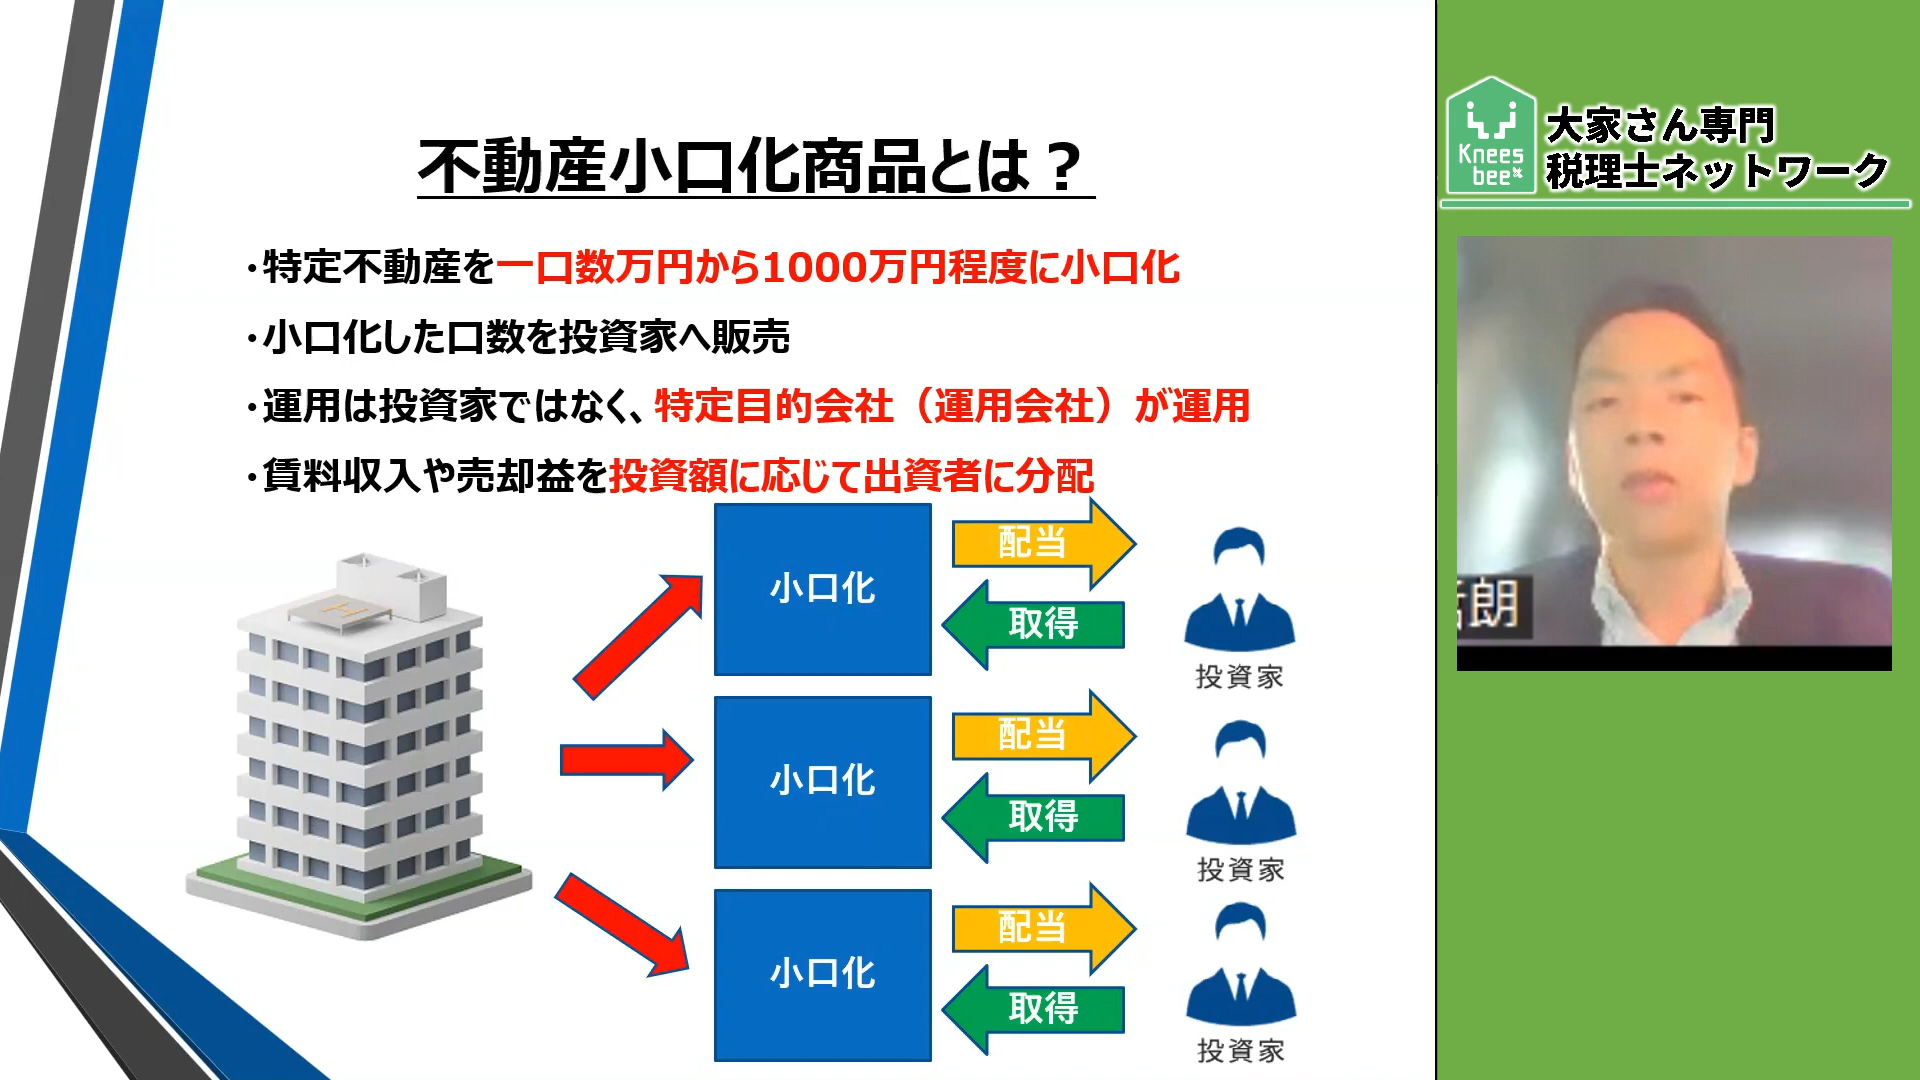 不動産小口化商品とは？
・特定不動産を一口数万円から1000万円程度に小口化
・小口化した口数を投資家へ販売
・運用は投資家ではなく、特定目的会社（運用会社）が運用
・賃料収入や売却益を投資額に応じて出資者に分配
小口化
配当
取得
投資家
小口化
配当
取得
投資家
小口化
配当
取得
投資家
H
Knees
bee
大家さん専門
税理士ネットワーク
朗